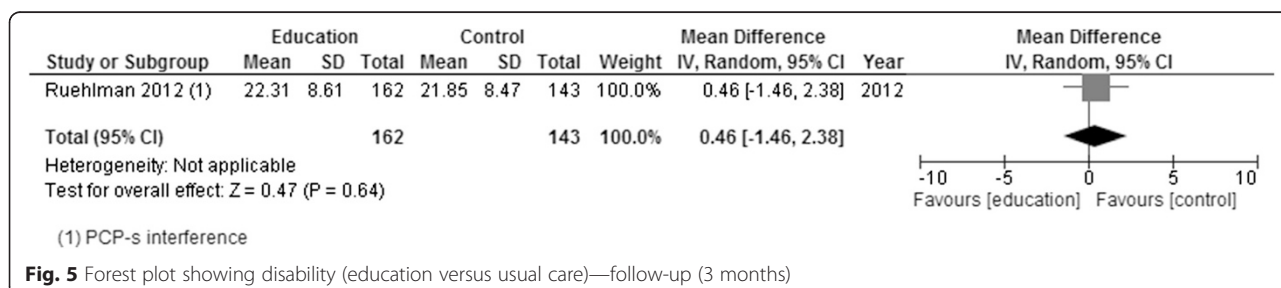 Education Control Mean Difference Mean Difference
Study or Subgroup Mean SD Total Mean SD Total Weight IV, Random, 95% CI Year IV, Random, 95% CI
Ruehlman 2012 (1) 22.31 8.61 162 21.85 8.47 143 100.0% 0.46 [-1.46, 2.38] 2012
Total (95% CI) 162 143 100.0% 0.46 [-1.46, 2.38]
Heterogeneity: Not applicable
Test for overall effect: Z = 0.47 (P = 0.64)
-10 -5 0 5 10
Favours [education] Favours [control]
(1) PCP-s interference
Fig. 5 Forest plot showing disability (education versus usual care)—follow-up (3 months)